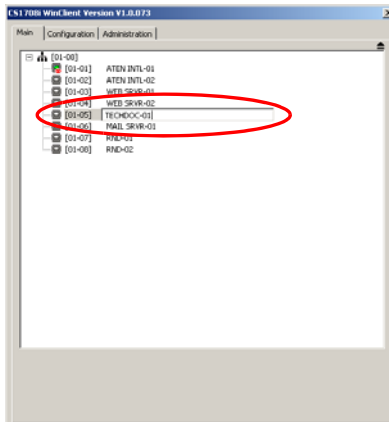 CS1708i WinClient Version V1.0.073
Main Configuration Administration
[01-00]
[01-01] ATEN INTL-01
[01-02] ATEN INTL-02
[01-03] WEB SRVR-01
[01-04] WEB SRVR-02
[01-05] TECHDOC-01
[01-06] MAIL SRVR-01
[01-07] RND-01
[01-08] RND-02